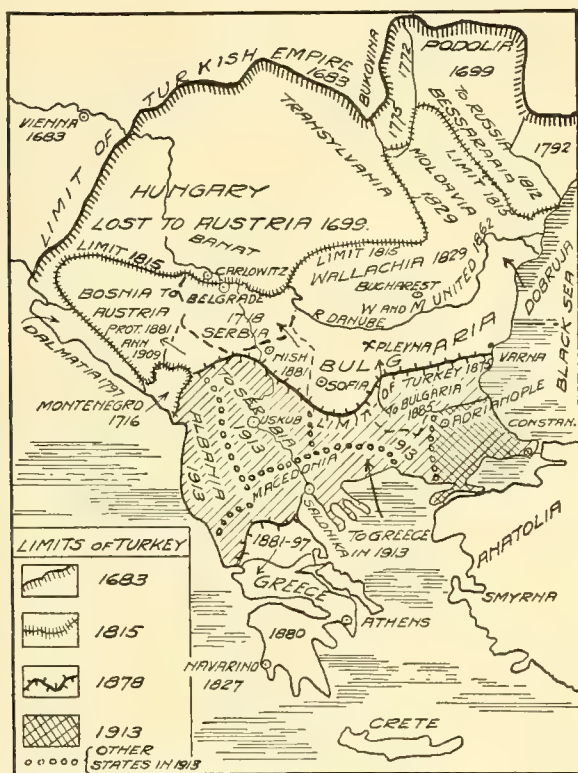 LIMIT OF TURKISH EMPIRE
1683
VIENNA
1683
BUKOVINA
1772
1775
PODOLIA
1699
TO RUSSIA
BESSARABIA 1812
LIMIT 1815
1792
TRANSYLVANIA
MOLDAVIA
1829
HUNGARY
LOST TO AUSTRIA 1699.
BANAT
LIMIT 1815
CARLOWITZ
LIMIT 1815
WALLACHIA 1829
BUCHAREST
W AND M UNITED 1862
R DANUBE
DOBRUJA
BLACK SEA
BOSNIA TO
AUSTRIA
PROT. 1881
ANN
1909
BELGRADE
1718
SERBIA
DALMATIA 1797
NISH
1881
PLEVNA
BULGARIA
SOFIA
VARNA
MONTENEGRO
1716
LIMIT OF TURKEY
TO BULGARIA
1885
ADRIANOPLE
CONSTAN.
TO SERBIA
1913
USKUB
ALBANIA
1913
MACEDONIA
1913
SALONIKA
TO GREECE
IN 1913
ANATOLIA
SMYRNA
1881-97
GREECE
ATHENS
1880
NAVARINO
1827
CRETE
LIMITS OF TURKEY
1683
1815
1878
1913
OTHER
STATES IN 1913